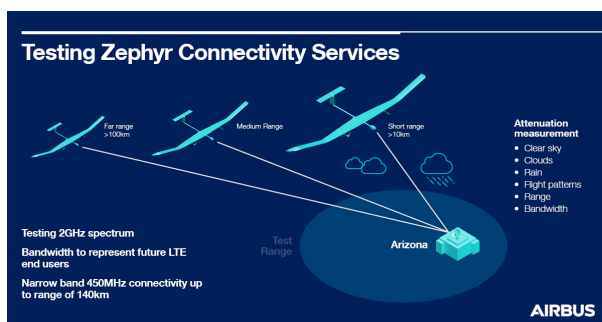 Testing Zephyr Connectivity Services
Far range
>100km
Medium Range
Short range
>10km
Attenuation
measurement
• Clear sky
• Clouds
• Rain
• Flight patterns
• Range
• Bandwidth
Testing 2GHz spectrum
Bandwidth to represent future LTE
end users
Narrow band 450MHz connectivity up
to range of 140km
Test
Range
Arizona
AIRBUS